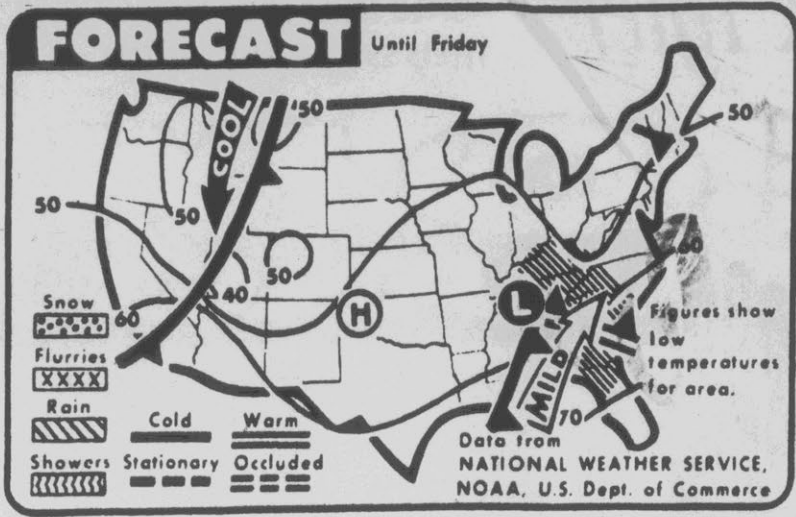 FORECAST
Until Friday
COOL
50
50
50
50
50
40
60
60
H
L
MILD
70
Snow
Flurries
XXXX
Rain
Showers
Cold
Warm
Stationary
Occluded
Figures show
low
temperatures
for area.
Data from
NATIONAL WEATHER SERVICE,
NOAA, U.S. Dept. of Commerce